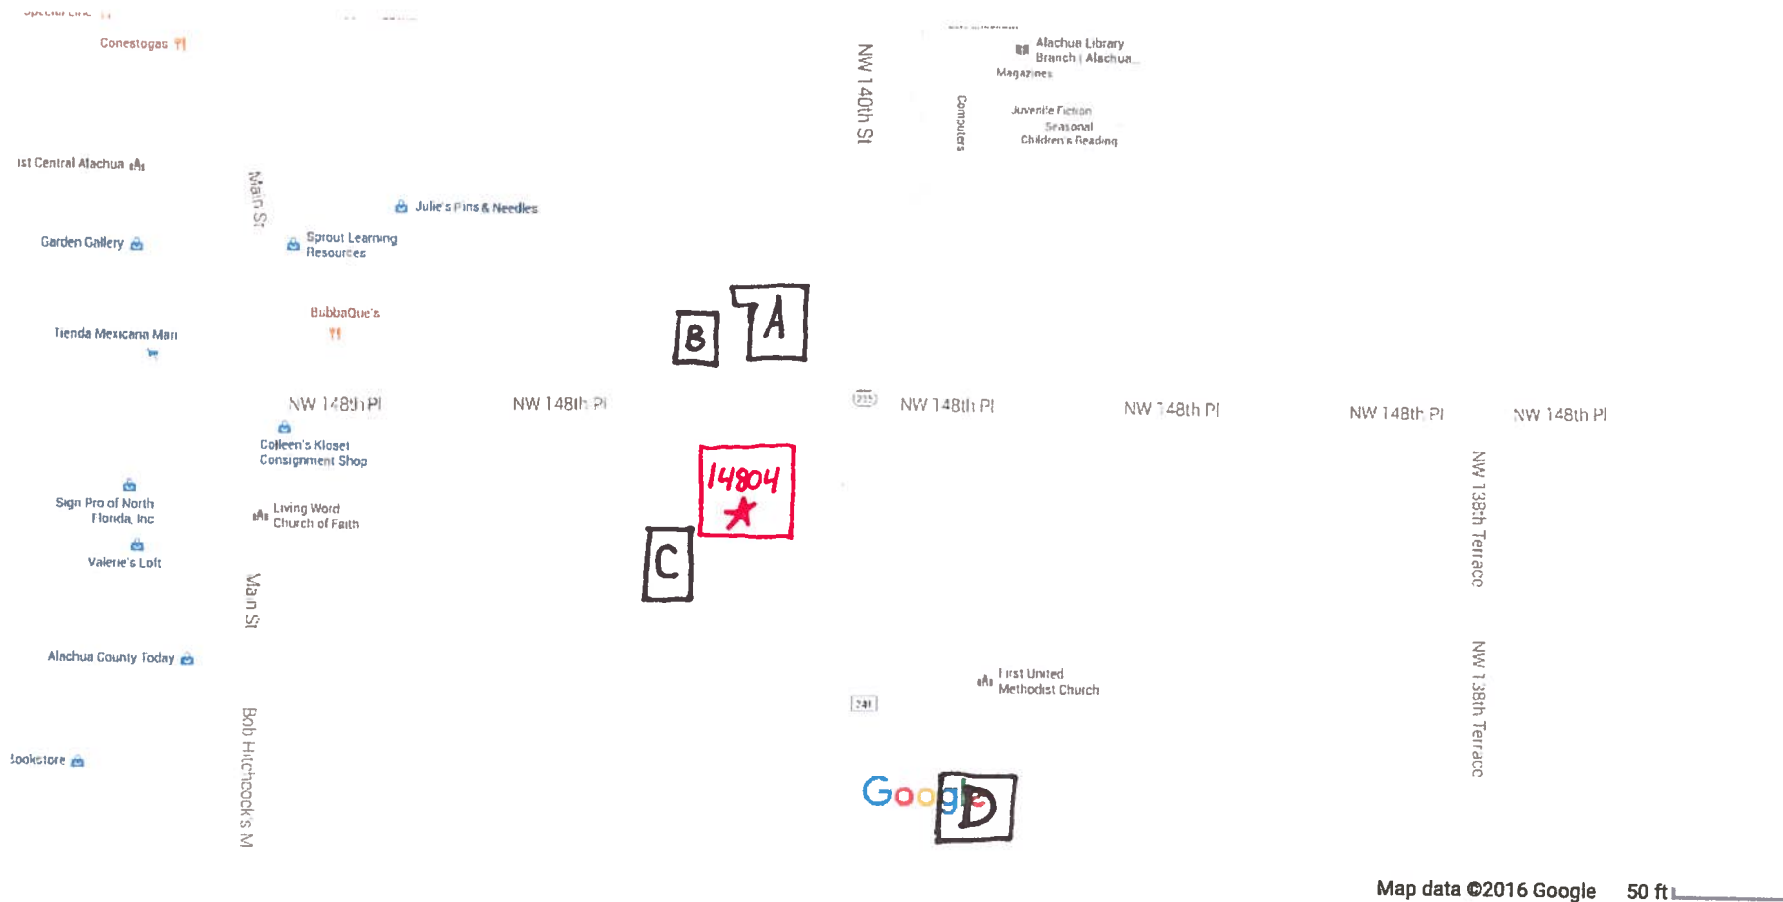 Conestogas
Alachua Library
Branch | Alachua...
Magazines
NW 140th St
Computers
Juvenile Fiction
Seasonal
Children's Reading
ist Central Alachua
Main St
Julie's Pins & Needles
Garden Gallery
Sprout Learning
Resources
BubbaQue's
Tienda Mexicana Mari
B
A
NW 148th Pl
NW 148th Pl
235
NW 148th Pl
NW 148th Pl
NW 148th Pl
NW 148th Pl
Colleen's Kloset
Consignment Shop
14804
Sign Pro of North
Florida, Inc
Living Word
Church of Faith
NW 138th Terrace
C
Valerie's Loft
Main St
Alachua County Today
First United
Methodist Church
NW 138th Terrace
241
Bob Hitchcock's M
Bookstore
Google
D
Map data ©2016 Google
50 ft